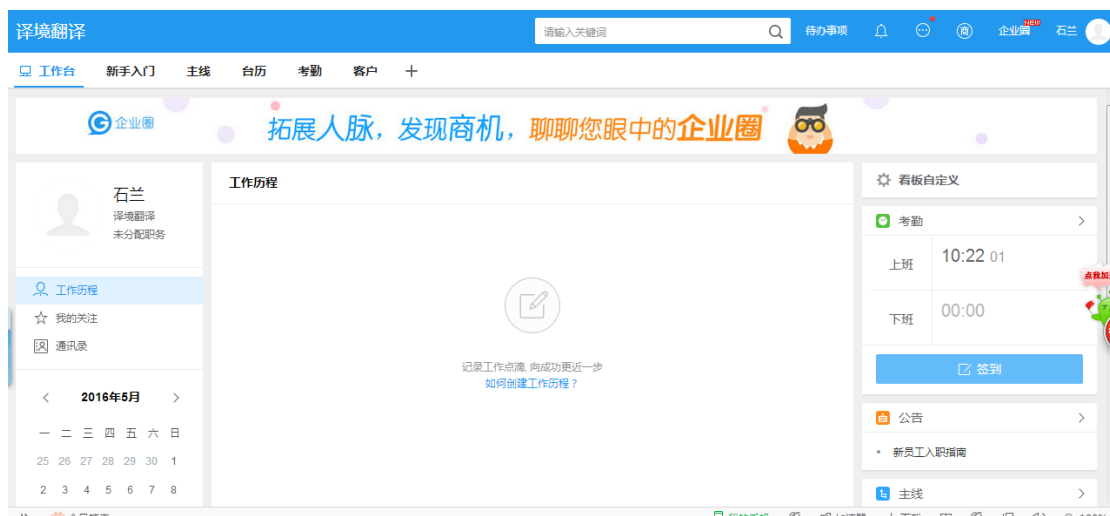 译境翻译
请输入关键词
待办事项
商
企业圈
NEW
石兰
工作台 新手入门 主线 台历 考勤 客户
企业圈
拓展人脉，发现商机，聊聊您眼中的企业圈
石兰
译境翻译
未分配职务
工作历程
我的关注
通讯录
2016年5月
一 二 三 四 五 六 日
25 26 27 28 29 30 1
2 3 4 5 6 7 8
工作历程
记录工作点滴, 向成功更近一步
如何创建工作历程？
看板自定义
考勤
上班 10:22 01
下班 00:00
签到
公告
新员工入职指南
主线
点我加